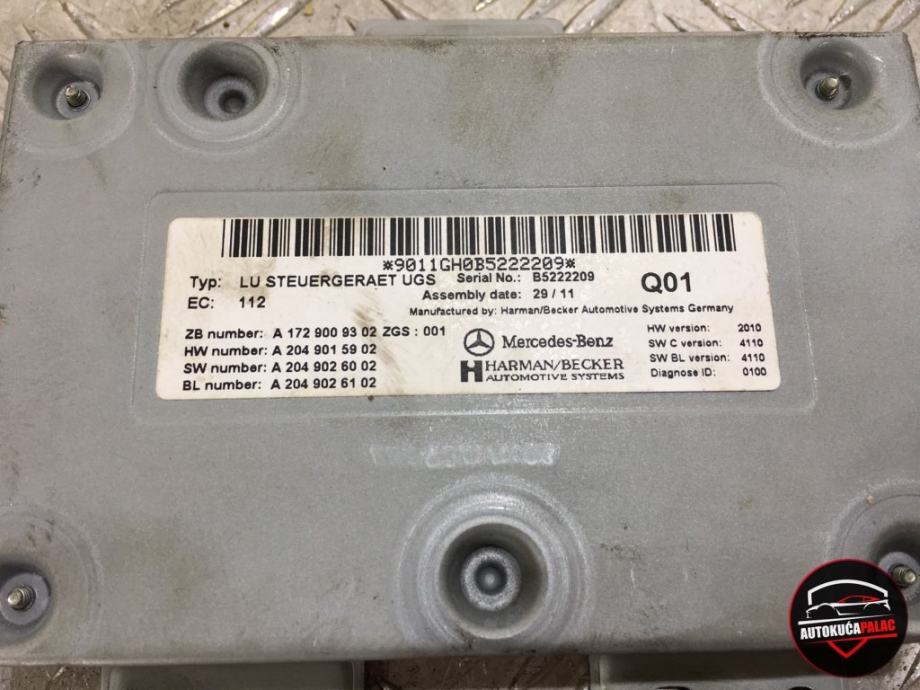 *9011GH0B5222209*
Typ: LU STEUERGERAET UGS Serial No.: B5222209 Q01
EC: 112 Assembly date: 29 / 11
Manufactured by: Harman/Becker Automotive Systems Germany
ZB number: A 172 900 93 02 ZGS : 001
HW number: A 204 901 59 02
SW number: A 204 902 60 02
BL number: A 204 902 61 02
Mercedes-Benz
HARMAN/BECKER
AUTOMOTIVE SYSTEMS
HW version: 2010
SW C version: 4110
SW BL version: 4110
Diagnose ID: 0100
AUTOKUĆAPALAC